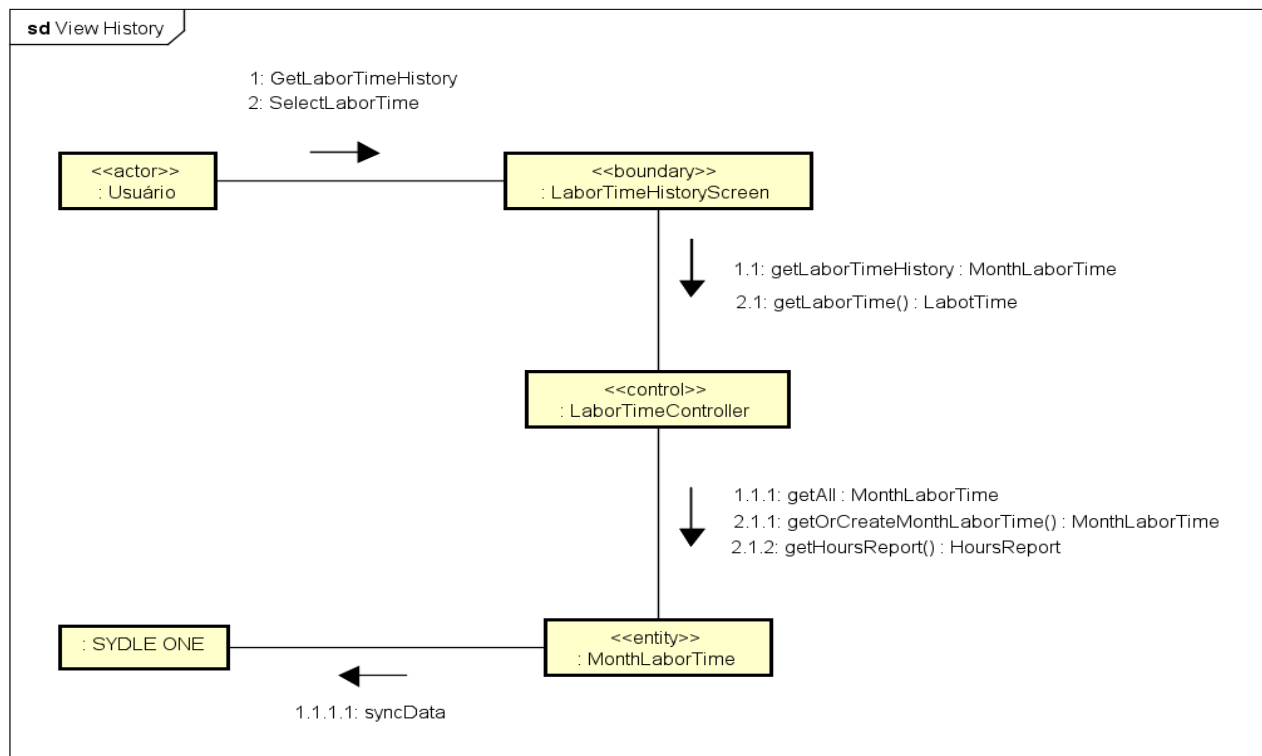 sd View History
1: GetLaborTimeHistory
2: SelectLaborTime
<<actor>>
: Usuário
<<boundary>>
: LaborTimeHistoryScreen
1.1: getLaborTimeHistory : MonthLaborTime
2.1: getLaborTime() : LabotTime
<<control>>
: LaborTimeController
1.1.1: getAll : MonthLaborTime
2.1.1: getOrCreateMonthLaborTime() : MonthLaborTime
2.1.2: getHoursReport() : HoursReport
: SYDLE ONE
<<entity>>
: MonthLaborTime
1.1.1.1: syncData